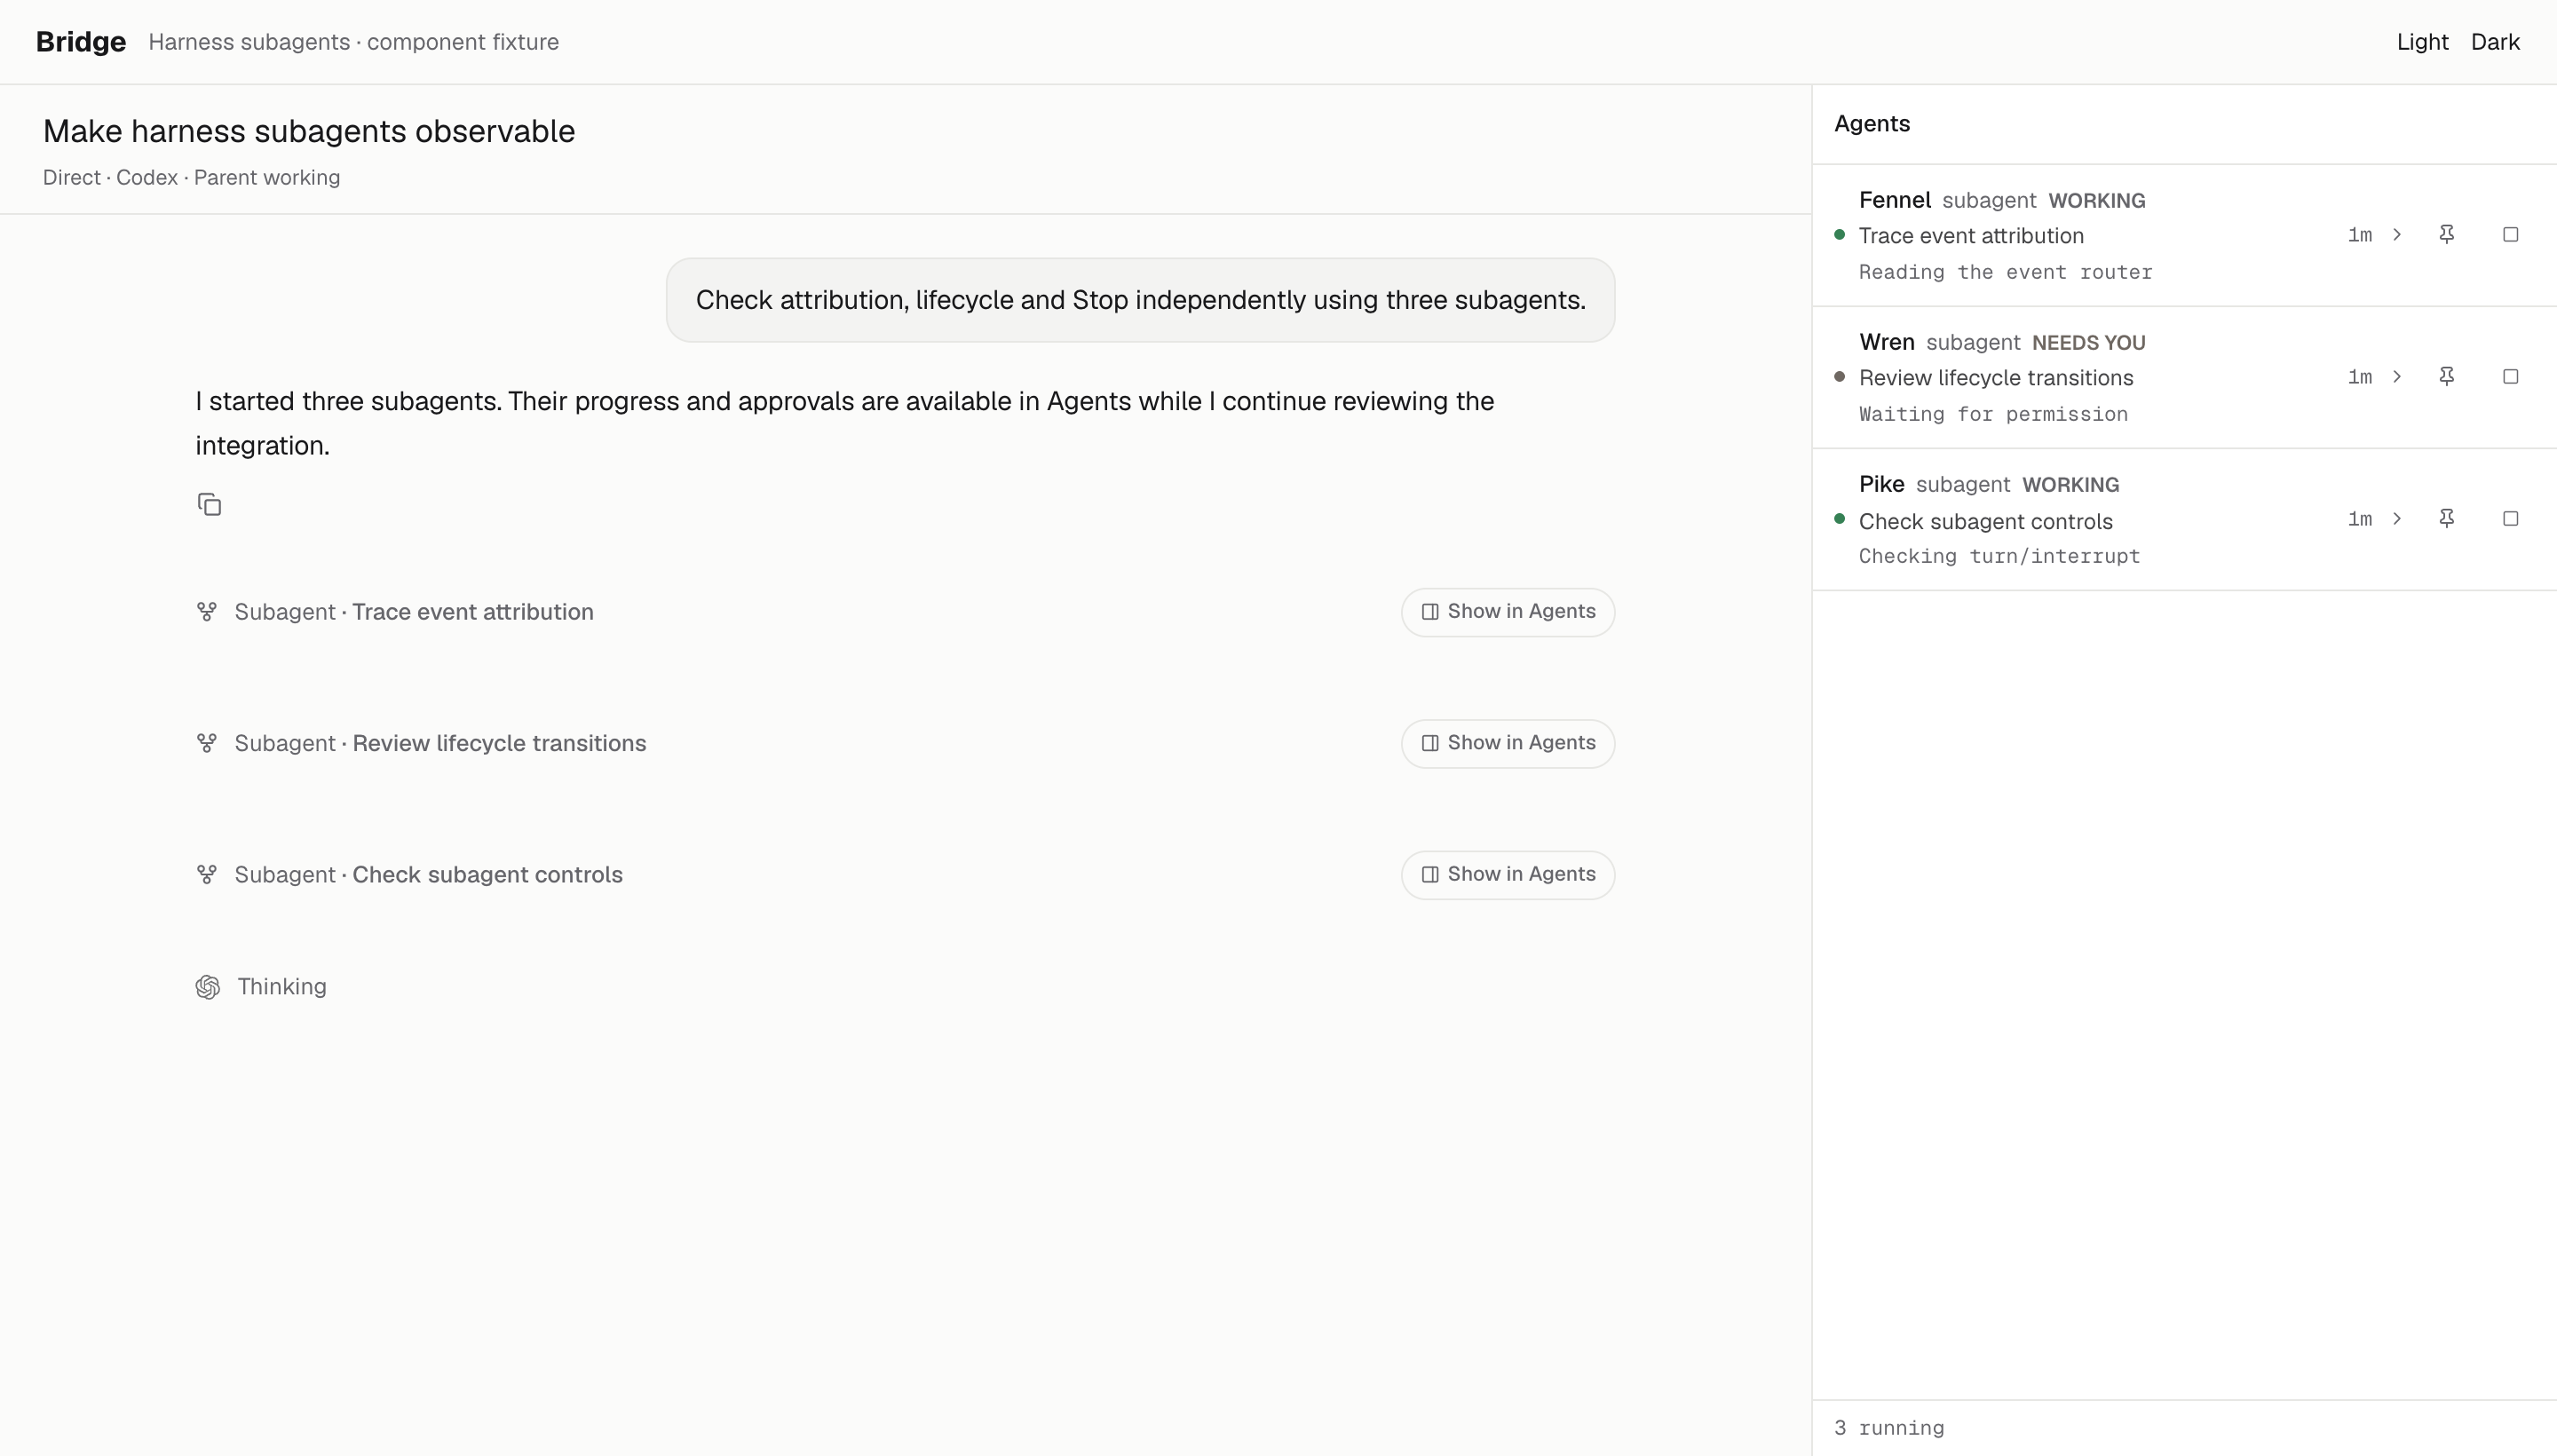 Bridge Harness subagents · component fixture
Light Dark
Make harness subagents observable
Direct · Codex · Parent working
Check attribution, lifecycle and Stop independently using three subagents.
I started three subagents. Their progress and approvals are available in Agents while I continue reviewing the
integration.
Subagent · Trace event attribution
Show in Agents
Subagent · Review lifecycle transitions
Show in Agents
Subagent · Check subagent controls
Show in Agents
Thinking
Agents
Fennel subagent WORKING
Trace event attribution
1m
Reading the event router
Wren subagent NEEDS YOU
Review lifecycle transitions
1m
Waiting for permission
Pike subagent WORKING
Check subagent controls
1m
Checking turn/interrupt
3 running